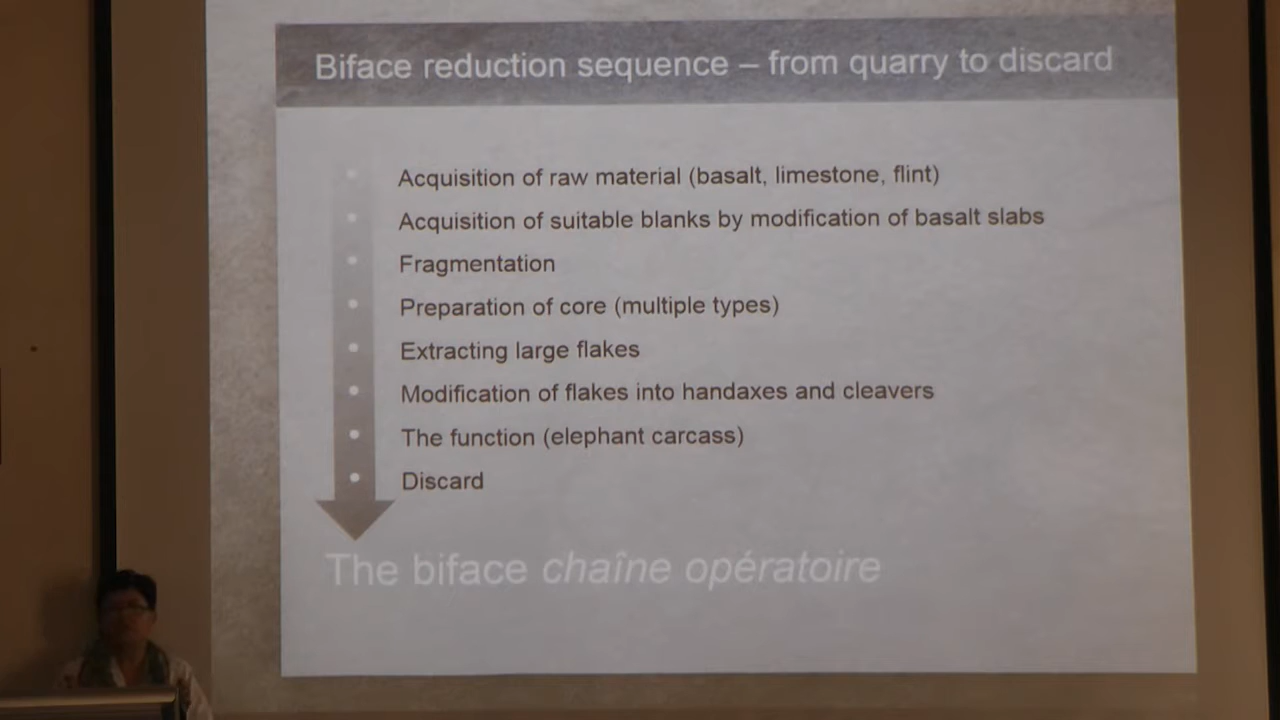 Biface reduction sequence – from quarry to discard
Acquisition of raw material (basalt, limestone, flint)
Acquisition of suitable blanks by modification of basalt slabs
Fragmentation
Preparation of core (multiple types)
Extracting large flakes
Modification of flakes into handaxes and cleavers
The function (elephant carcass)
Discard
The biface chaîne opératoire